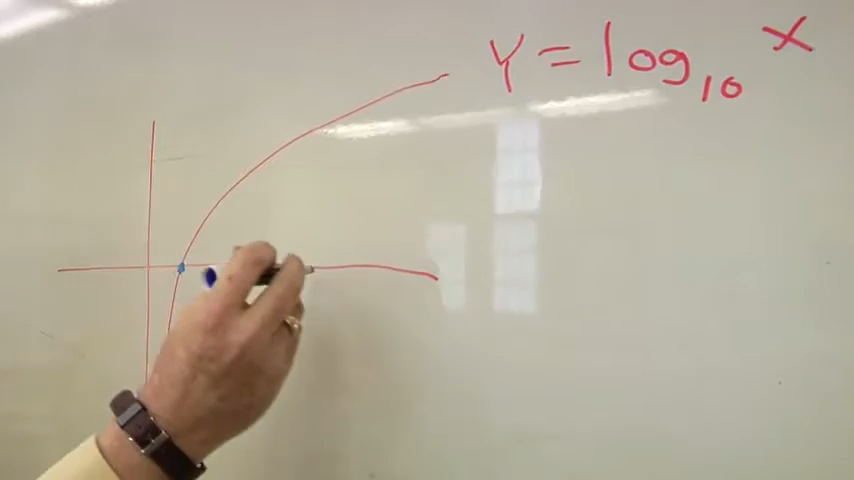 Y = log₁₀ x